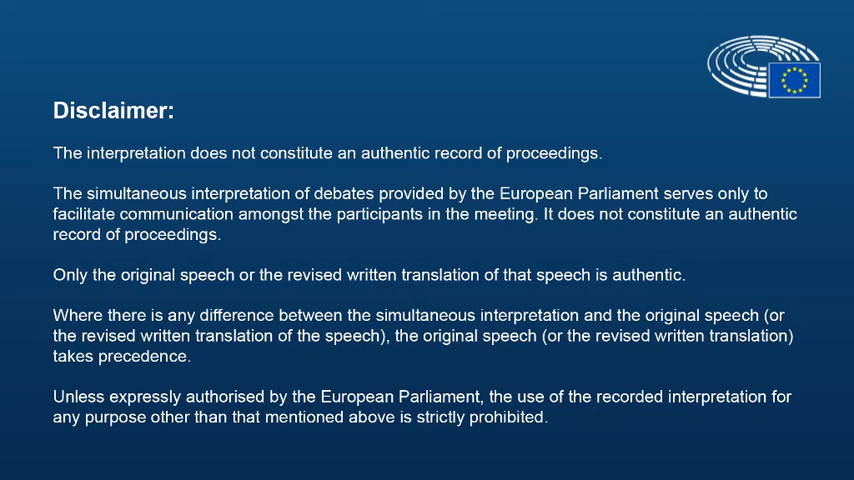 Disclaimer:
The interpretation does not constitute an authentic record of proceedings.
The simultaneous interpretation of debates provided by the European Parliament serves only to
facilitate communication amongst the participants in the meeting. It does not constitute an authentic
record of proceedings.
Only the original speech or the revised written translation of that speech is authentic.
Where there is any difference between the simultaneous interpretation and the original speech (or
the revised written translation of the speech), the original speech (or the revised written translation)
takes precedence.
Unless expressly authorised by the European Parliament, the use of the recorded interpretation for
any purpose other than that mentioned above is strictly prohibited.